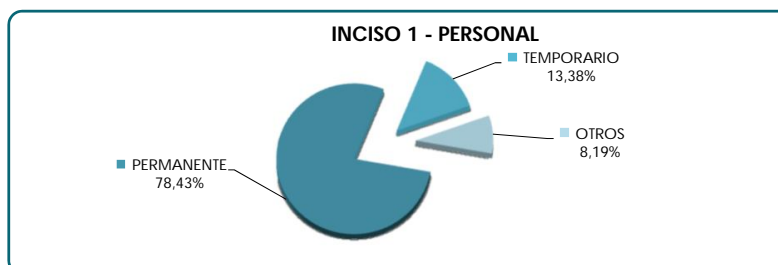 INCISO 1 - PERSONAL
TEMPORARIO
13,38%
OTROS
8,19%
PERMANENTE
78,43%